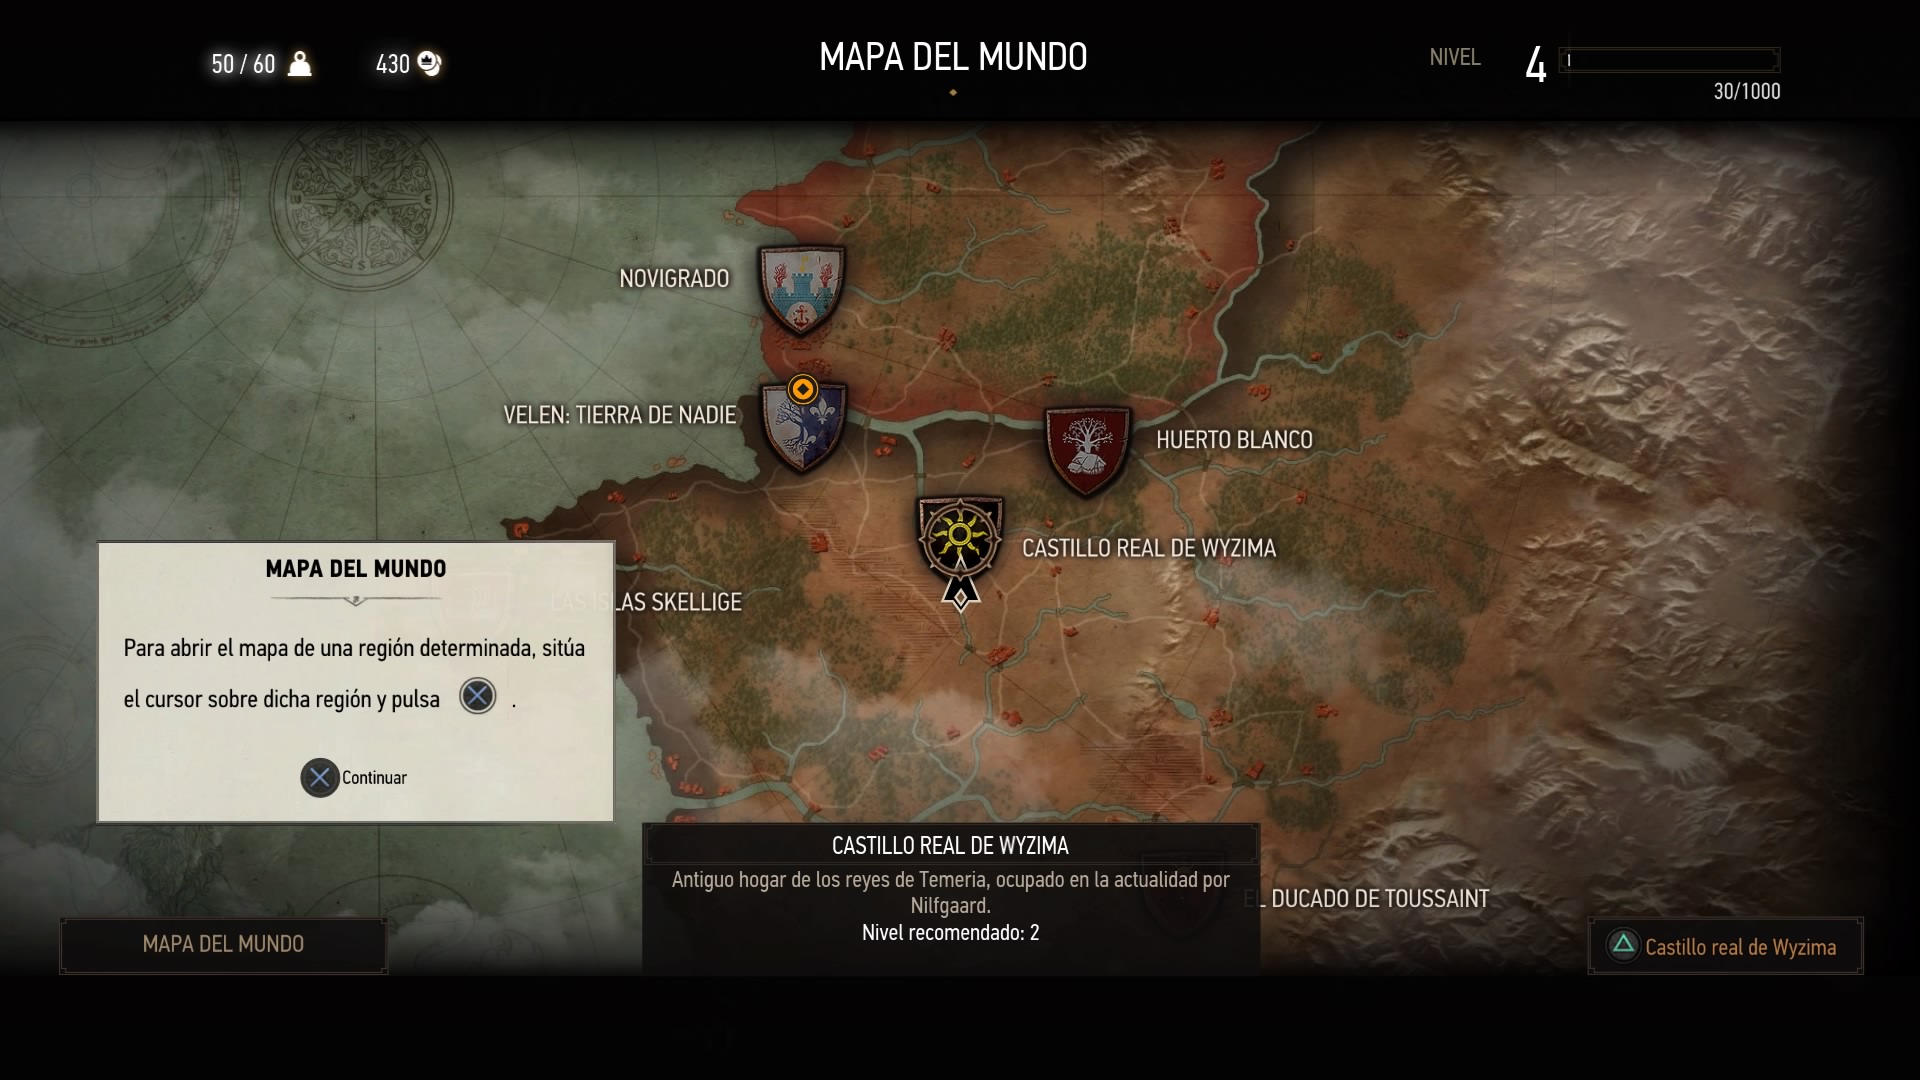 50 / 60
430
MAPA DEL MUNDO
NIVEL 4
30/1000
NOVIGRADO
VELEN: TIERRA DE NADIE
HUERTO BLANCO
CASTILLO REAL DE WYZIMA
LAS ISLAS SKELLIGE
MAPA DEL MUNDO
Para abrir el mapa de una región determinada, sitúa
el cursor sobre dicha región y pulsa .
Continuar
CASTILLO REAL DE WYZIMA
Antiguo hogar de los reyes de Temeria, ocupado en la actualidad por
Nilfgaard.
Nivel recomendado: 2
EL DUCADO DE TOUSSAINT
MAPA DEL MUNDO
Castillo real de Wyzima